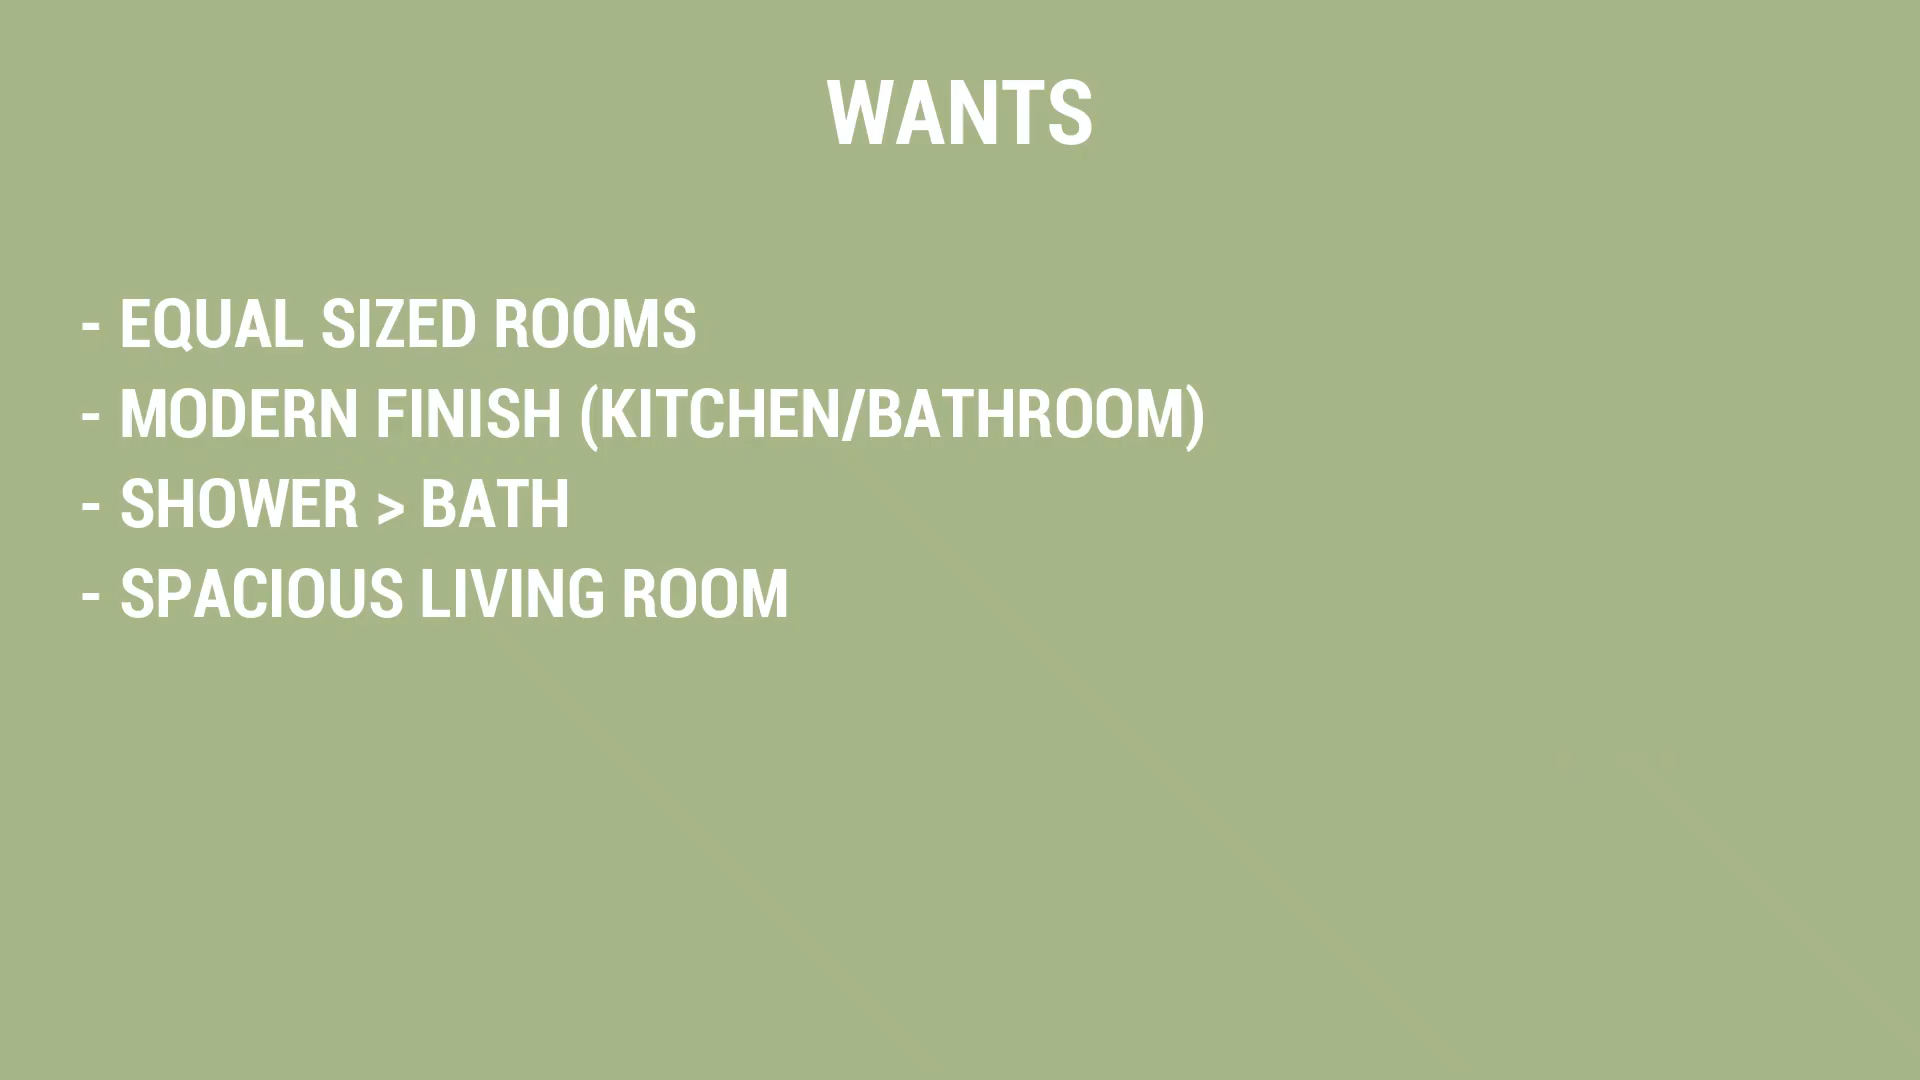 WANTS
- EQUAL SIZED ROOMS
- MODERN FINISH (KITCHEN/BATHROOM)
- SHOWER > BATH
- SPACIOUS LIVING ROOM